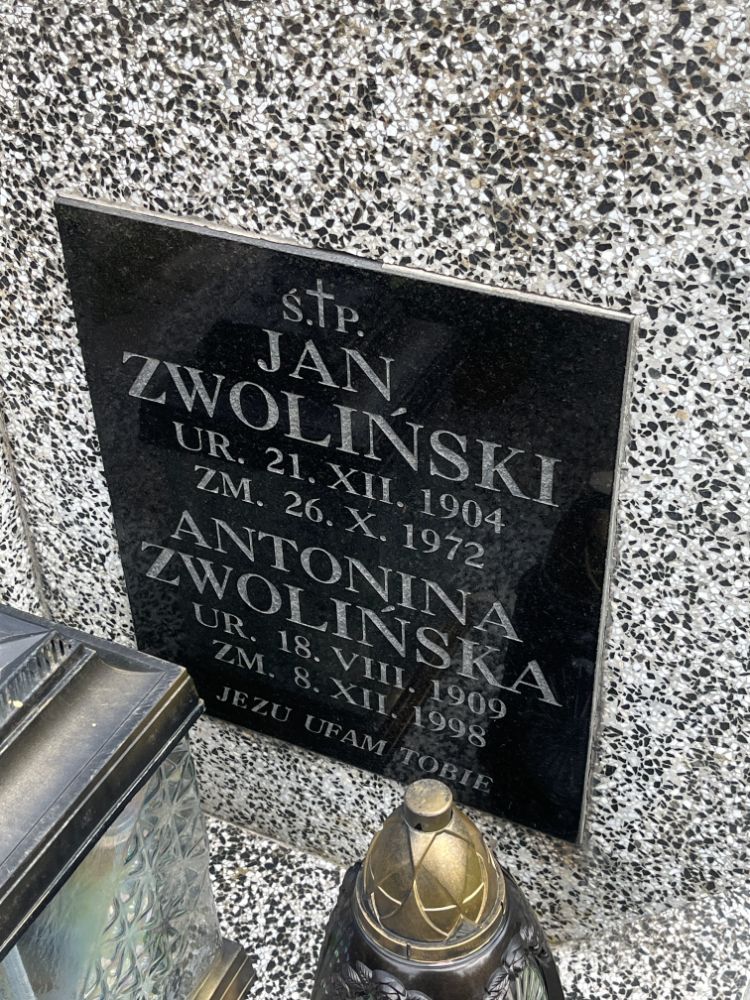 Ś.†P.
JAN
ZWOLIŃSKI
UR. 21. XII. 1904
ZM. 26. X. 1972
ANTONINA
ZWOLIŃSKA
UR. 18. VIII. 1909
ZM. 8. XII. 1998
JEZU UFAM TOBIE